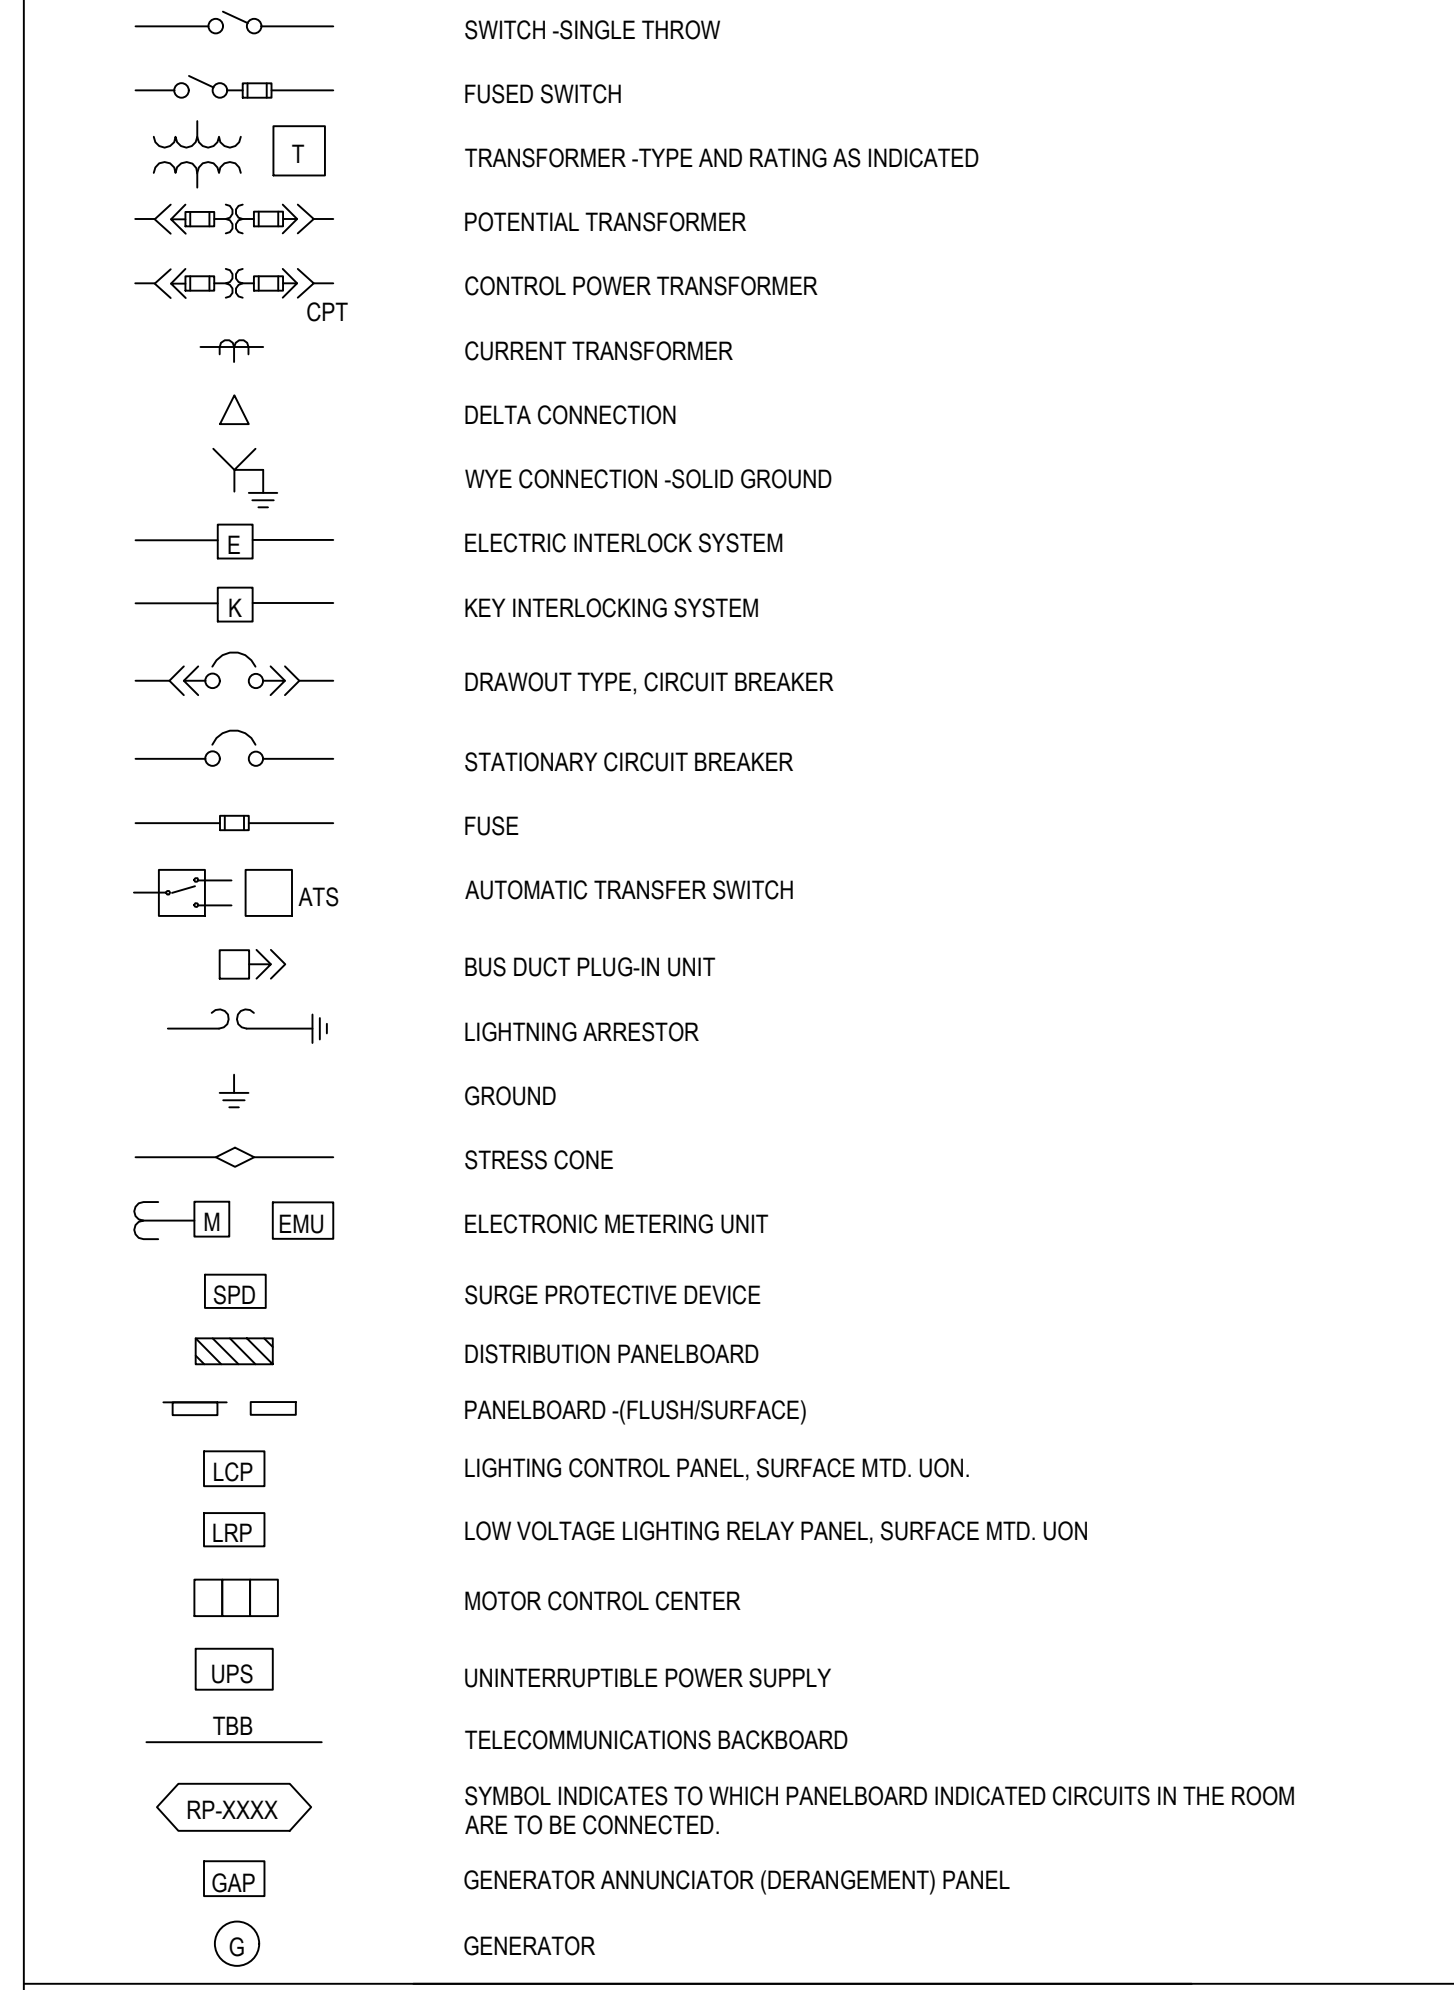 SWITCH -SINGLE THROW
FUSED SWITCH
T TRANSFORMER -TYPE AND RATING AS INDICATED
POTENTIAL TRANSFORMER
CONTROL POWER TRANSFORMER
CPT
CURRENT TRANSFORMER
DELTA CONNECTION
WYE CONNECTION -SOLID GROUND
E ELECTRIC INTERLOCK SYSTEM
K KEY INTERLOCKING SYSTEM
DRAWOUT TYPE, CIRCUIT BREAKER
STATIONARY CIRCUIT BREAKER
FUSE
ATS AUTOMATIC TRANSFER SWITCH
BUS DUCT PLUG-IN UNIT
LIGHTNING ARRESTOR
GROUND
STRESS CONE
M EMU ELECTRONIC METERING UNIT
SPD SURGE PROTECTIVE DEVICE
DISTRIBUTION PANELBOARD
PANELBOARD -(FLUSH/SURFACE)
LCP LIGHTING CONTROL PANEL, SURFACE MTD. UON.
LRP LOW VOLTAGE LIGHTING RELAY PANEL, SURFACE MTD. UON
MOTOR CONTROL CENTER
UPS UNINTERRUPTIBLE POWER SUPPLY
TBB TELECOMMUNICATIONS BACKBOARD
RP-XXXX SYMBOL INDICATES TO WHICH PANELBOARD INDICATED CIRCUITS IN THE ROOM
ARE TO BE CONNECTED.
GAP GENERATOR ANNUNCIATOR (DERANGEMENT) PANEL
G GENERATOR